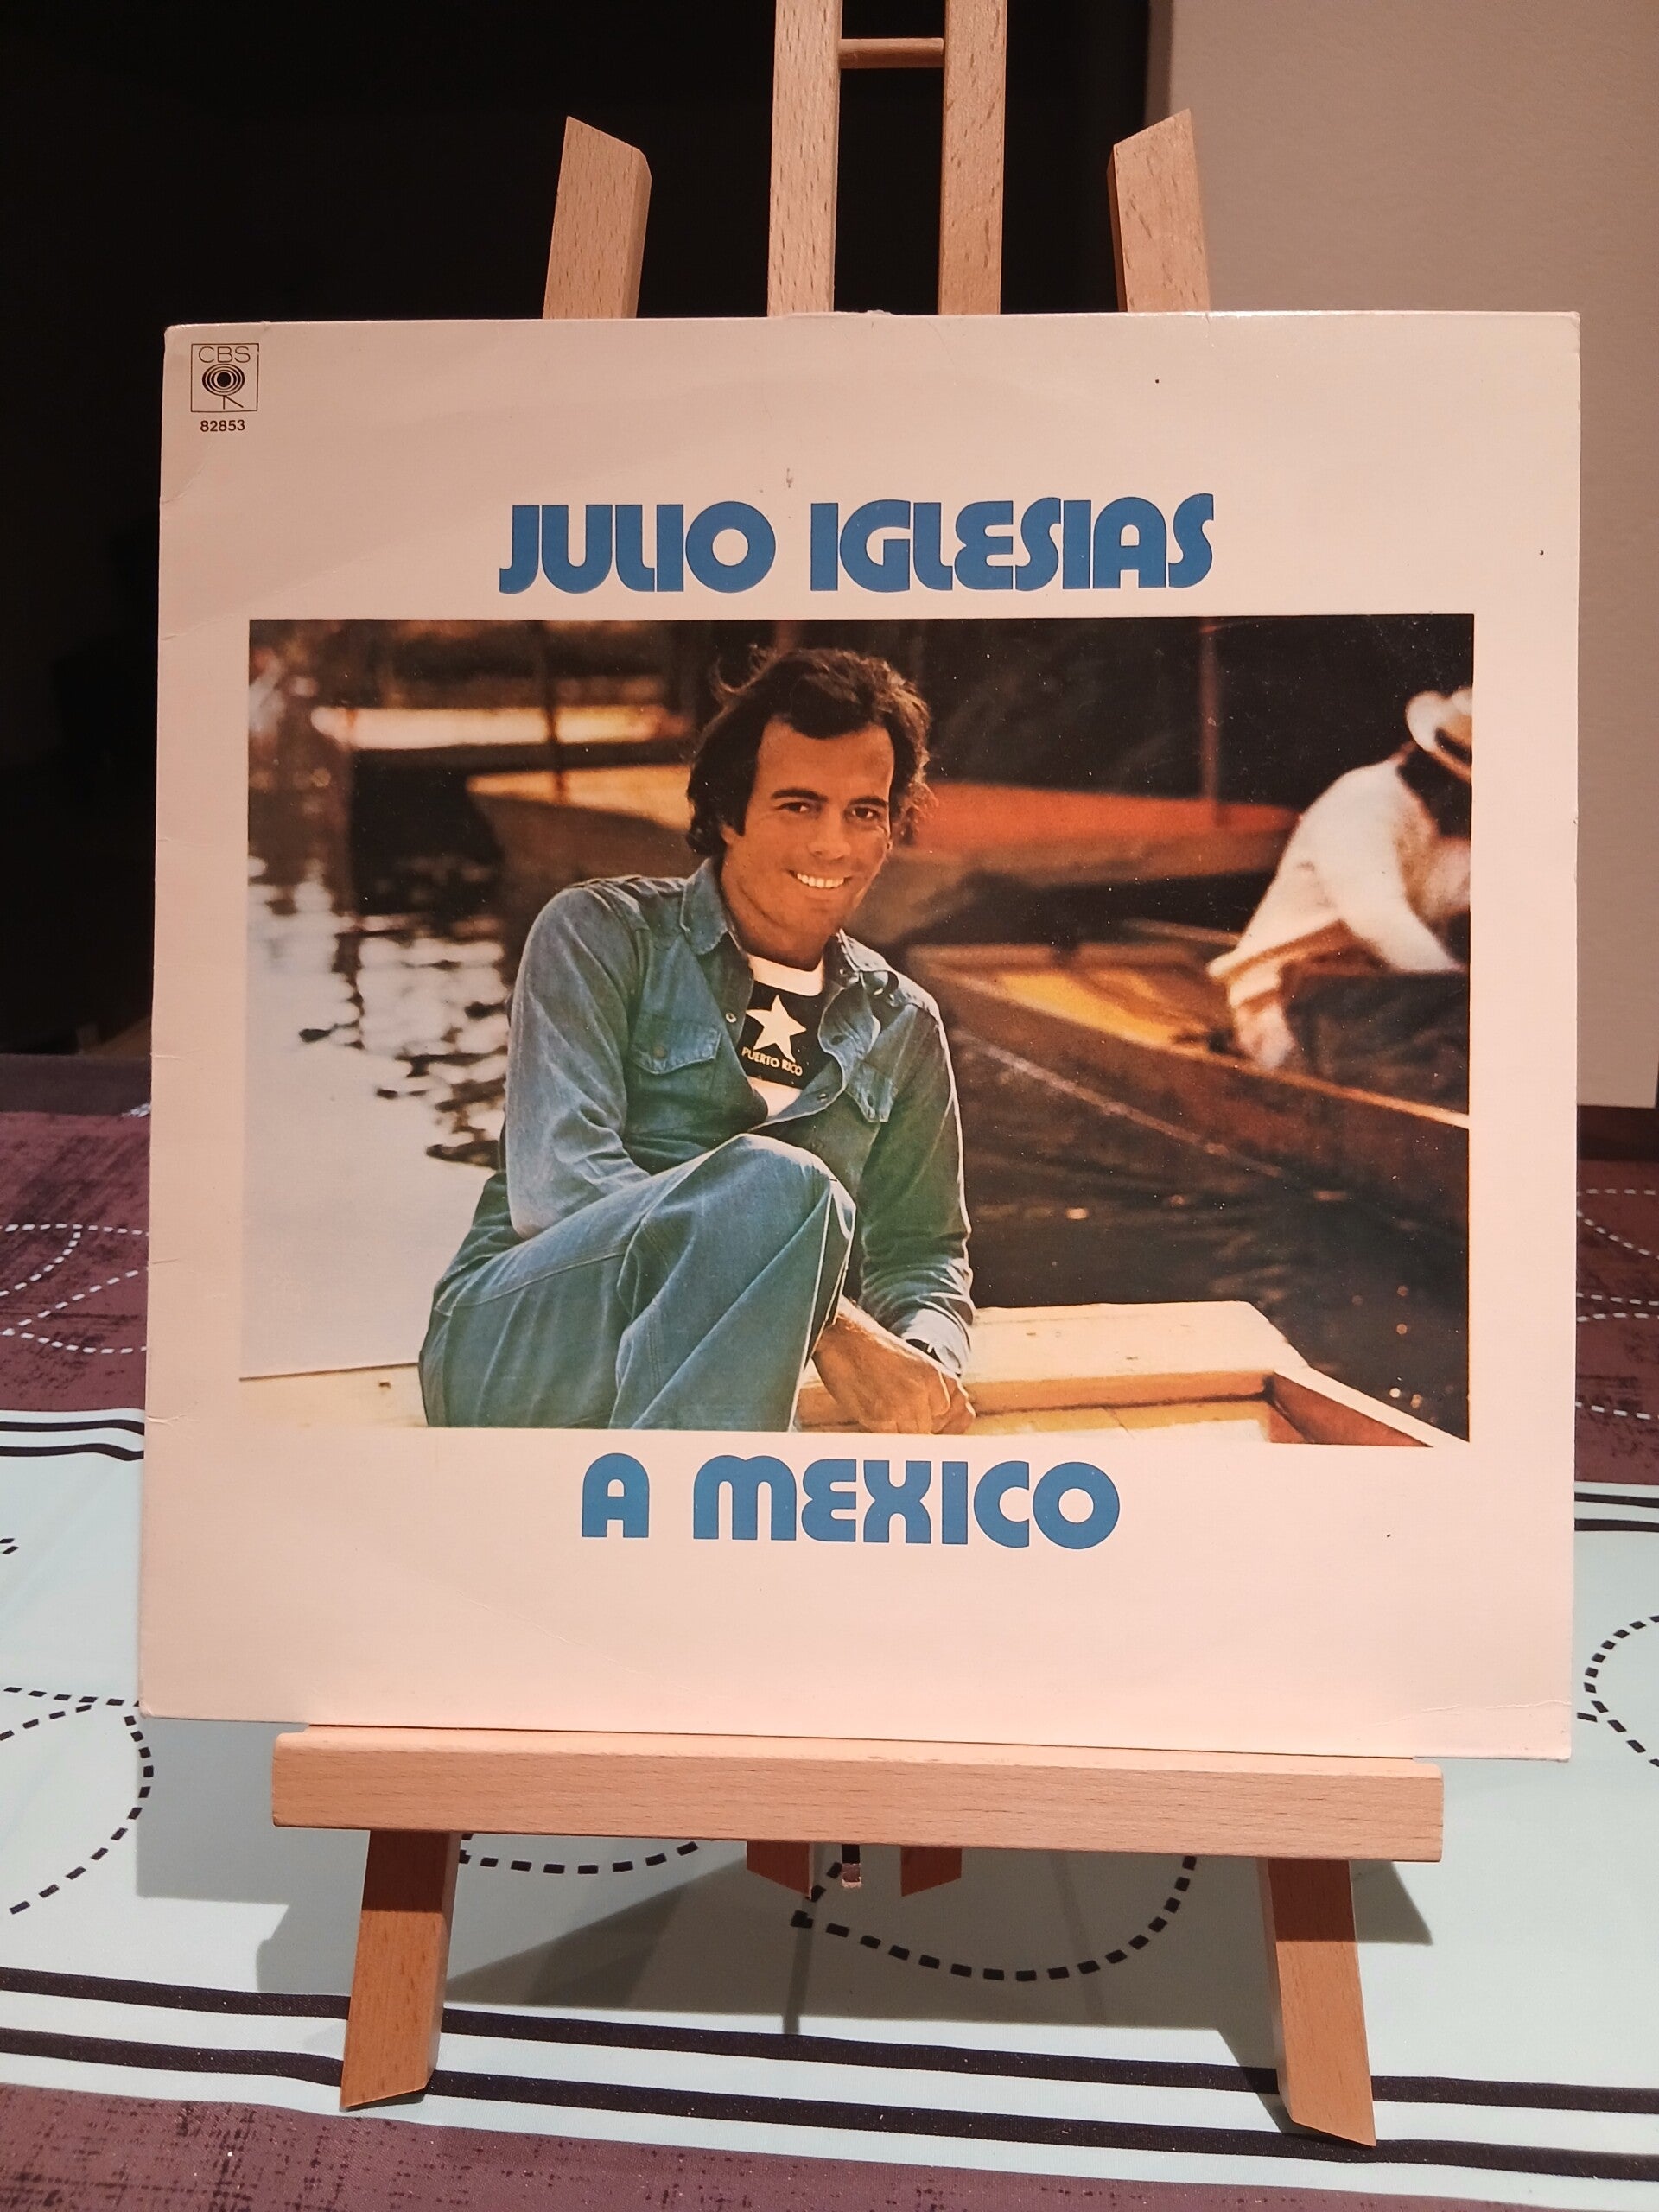 CBS
82853
JULIO IGLESIAS
PUERTO RICO
A MEXICO